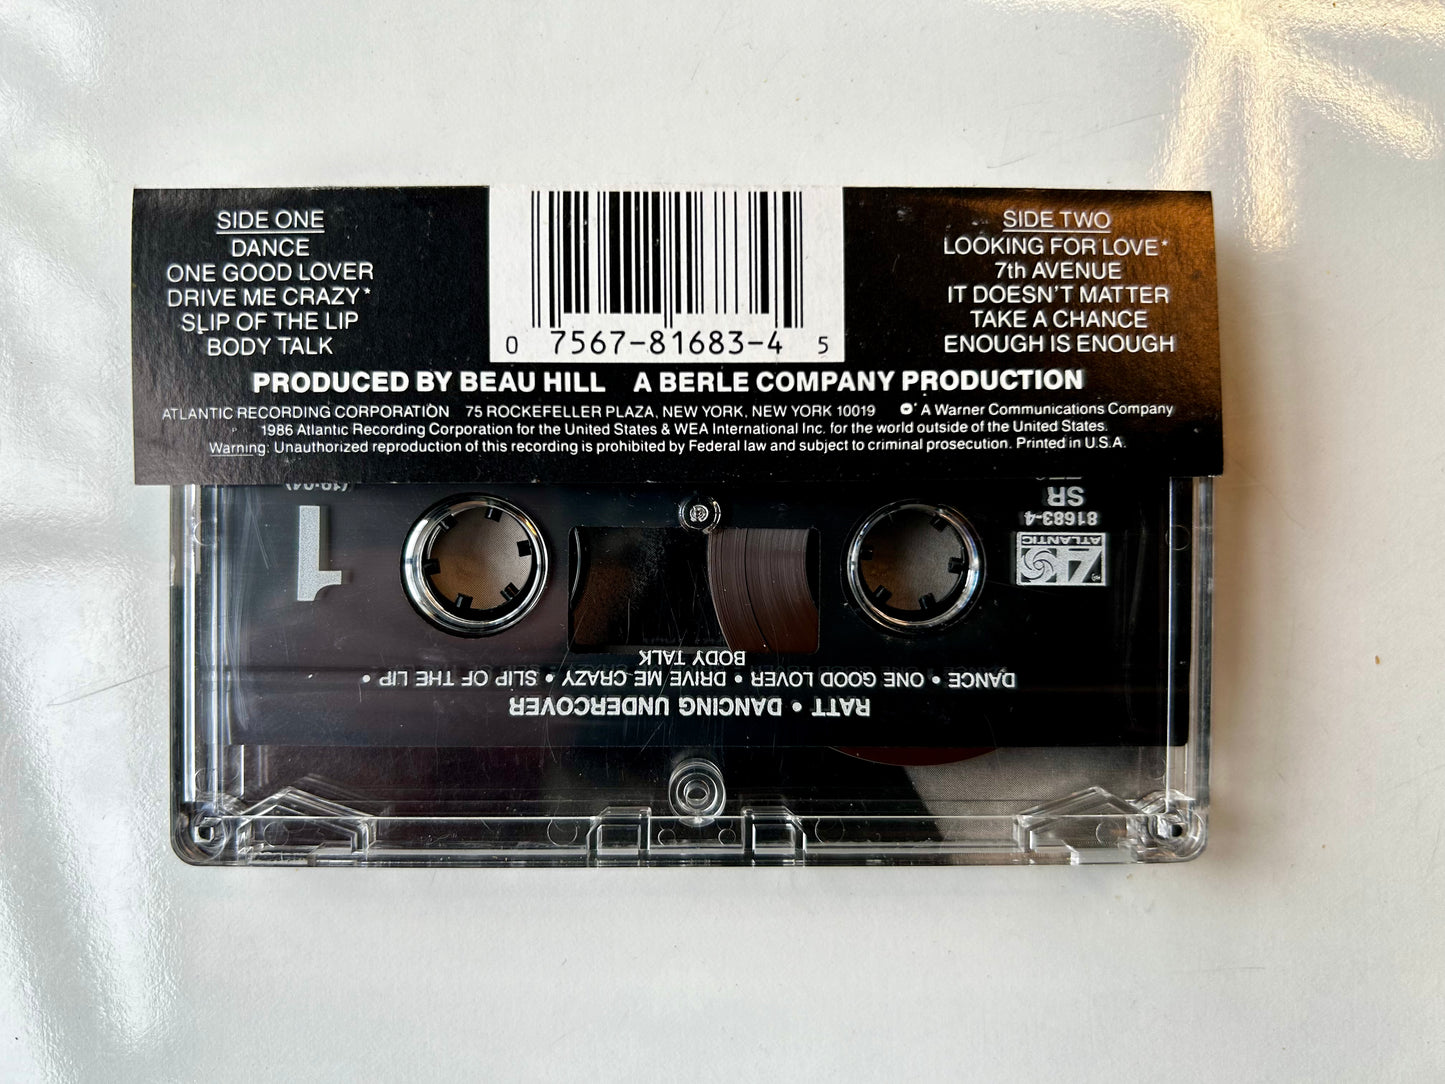 SIDE ONE
DANCE
ONE GOOD LOVER
DRIVE ME CRAZY*
SLIP OF THE LIP
BODY TALK
0 7567-81683-4 5
SIDE TWO
LOOKING FOR LOVE*
7th AVENUE
IT DOESN'T MATTER
TAKE A CHANCE
ENOUGH IS ENOUGH
PRODUCED BY BEAU HILL A BERLE COMPANY PRODUCTION
ATLANTIC RECORDING CORPORATION 75 ROCKEFELLER PLAZA, NEW YORK, NEW YORK 10019 A Warner Communications Company
1986 Atlantic Recording Corporation for the United States & WEA International Inc. for the world outside of the United States.
Warning: Unauthorized reproduction of this recording is prohibited by Federal law and subject to criminal prosecution. Printed in U.S.A.
RATT • DANCING UNDERCOVER
DANCE • ONE GOOD LOVER • DRIVE ME CRAZY • SLIP OF THE LIP •
BODY TALK
ATLANTIC
81683-4
SR
1